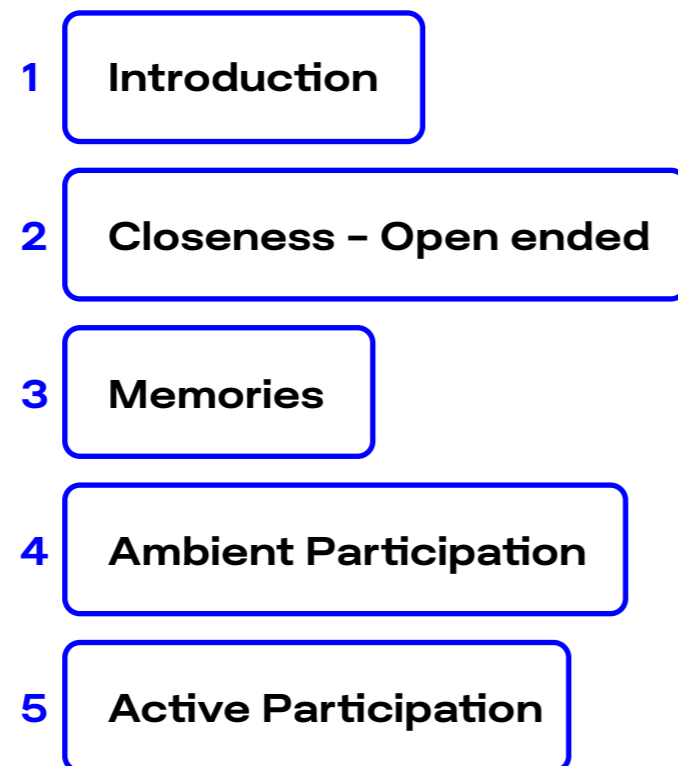 1 Introduction
2 Closeness – Open ended
3 Memories
4 Ambient Participation
5 Active Participation